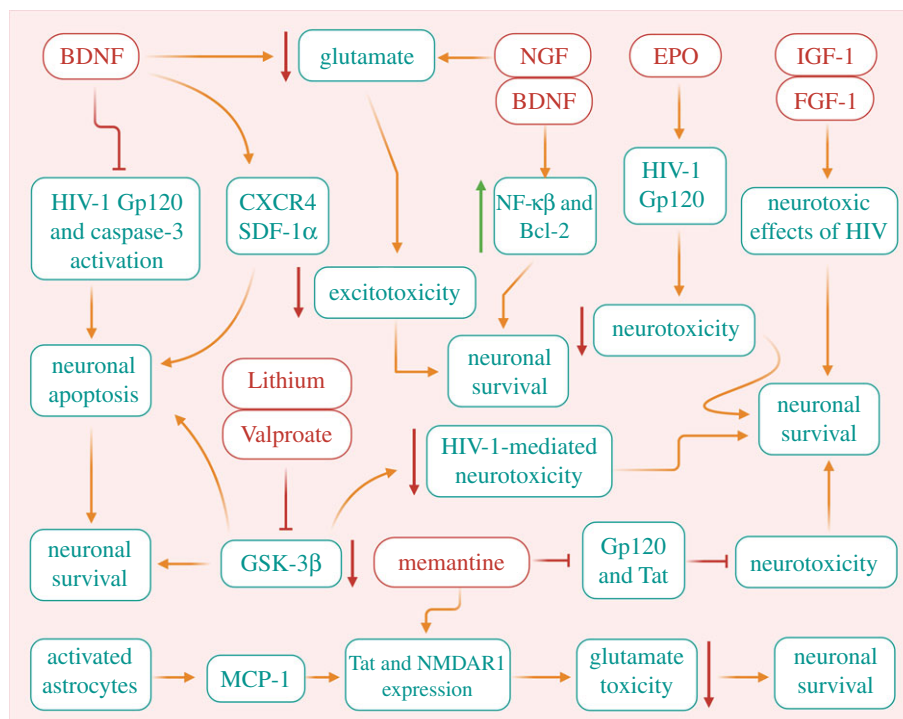 BDNF
glutamate
NGF
BDNF
EPO
IGF-1
FGF-1
HIV-1 Gp120
and caspase-3
activation
CXCR4
SDF-1α
NF-κβ and
Bcl-2
HIV-1
Gp120
neurotoxic
effects of HIV
excitotoxicity
neurotoxicity
neuronal
apoptosis
Lithium
Valproate
neuronal
survival
neuronal
survival
HIV-1-mediated
neurotoxicity
neuronal
survival
GSK-3β
memantine
Gp120
and Tat
neurotoxicity
activated
astrocytes
MCP-1
Tat and NMDAR1
expression
glutamate
toxicity
neuronal
survival